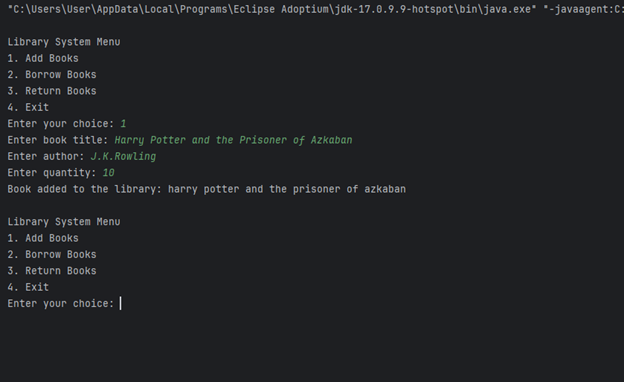 "C:\Users\User\AppData\Local\Programs\Eclipse Adoptium\jdk-17.0.9.9-hotspot\bin\java.exe" "-javaagent:C:
Library System Menu
1. Add Books
2. Borrow Books
3. Return Books
4. Exit
Enter your choice: 1
Enter book title: Harry Potter and the Prisoner of Azkaban
Enter author: J.K.Rowling
Enter quantity: 10
Book added to the library: harry potter and the prisoner of azkaban
Library System Menu
1. Add Books
2. Borrow Books
3. Return Books
4. Exit
Enter your choice: